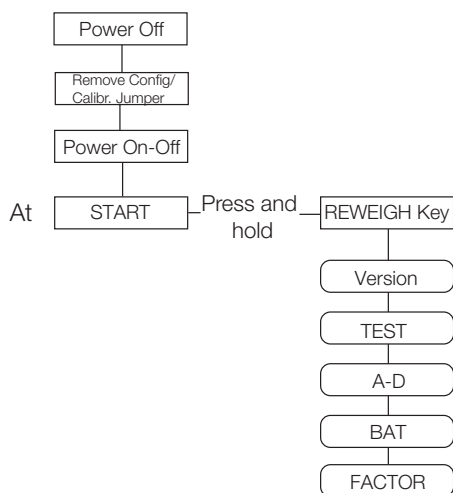 Power Off
Remove Config/
Calibr. Jumper
Power On-Off
At START Press and hold REWEIGH Key
Version
TEST
A-D
BAT
FACTOR